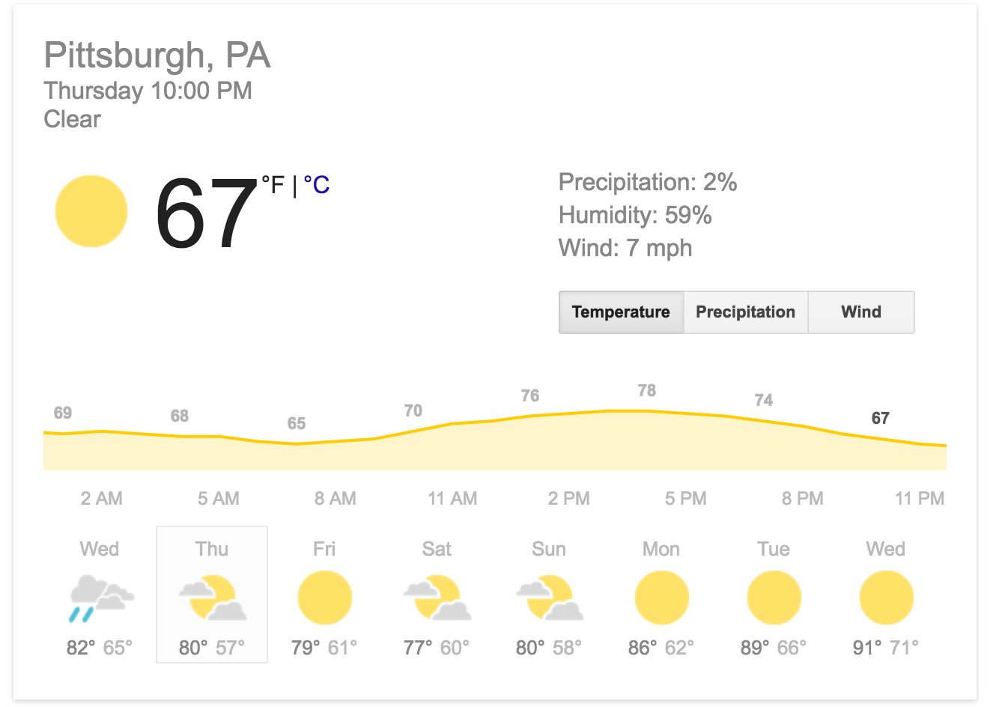 Pittsburgh, PA
Thursday 10:00 PM
Clear
67 °F | °C
Precipitation: 2%
Humidity: 59%
Wind: 7 mph
Temperature Precipitation Wind
69 68 65 70 76 78 74 67
2 AM 5 AM 8 AM 11 AM 2 PM 5 PM 8 PM 11 PM
Wed Thu Fri Sat Sun Mon Tue Wed
82° 65° 80° 57° 79° 61° 77° 60° 80° 58° 86° 62° 89° 66° 91° 71°